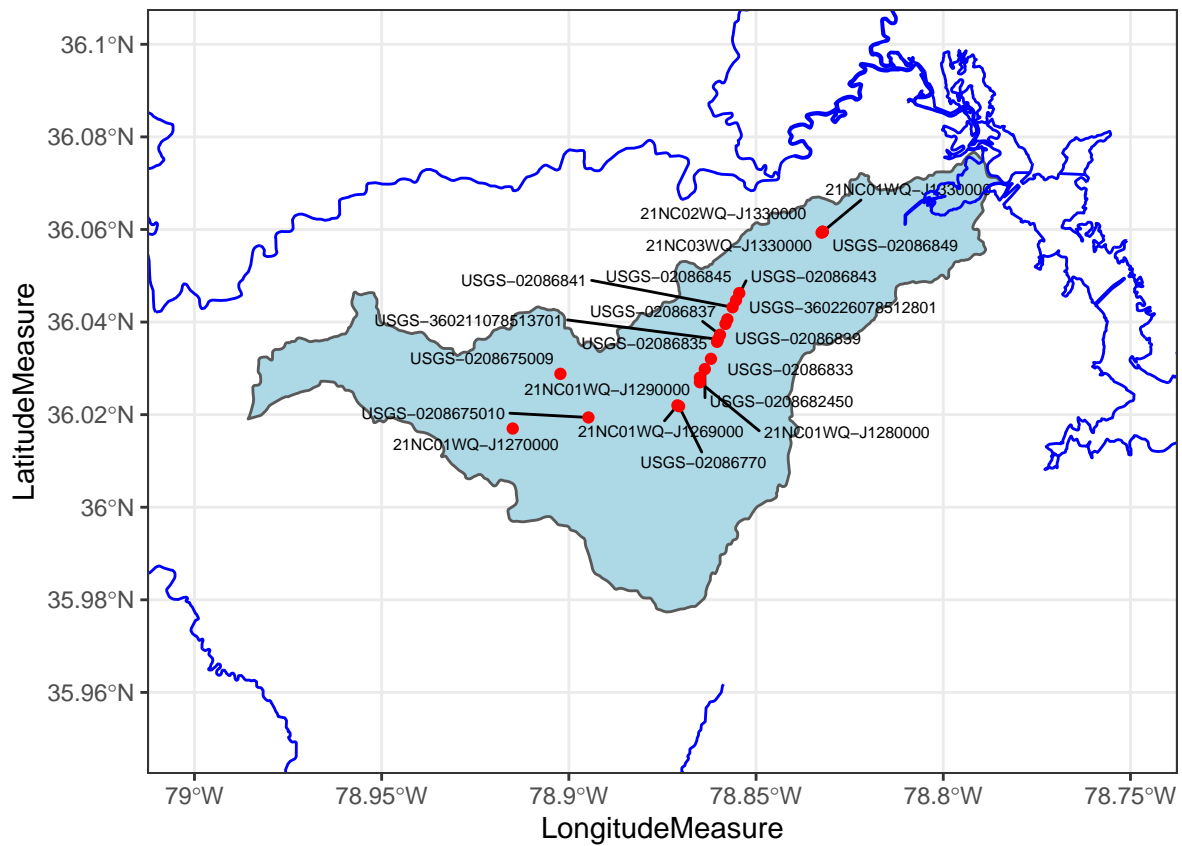 36.1°N
36.08°N
36.06°N
36.04°N
36.02°N
36°N
35.98°N
35.96°N
LatitudeMeasure
21NC01WQ−J1330000
21NC02WQ−J1330000
21NC03WQ−J1330000
USGS−02086849
USGS−02086841
USGS−02086845
USGS−02086843
USGS−02086837
USGS−360226078512801
USGS−360211078513701
USGS−02086835
USGS−02086839
USGS−0208675009
USGS−02086833
21NC01WQ−J1290000
USGS−0208682450
USGS−0208675010
21NC01WQ−J1270000
21NC01WQ−J1269000
21NC01WQ−J1280000
USGS−02086770
79°W
78.95°W
78.9°W
78.85°W
78.8°W
78.75°W
LongitudeMeasure